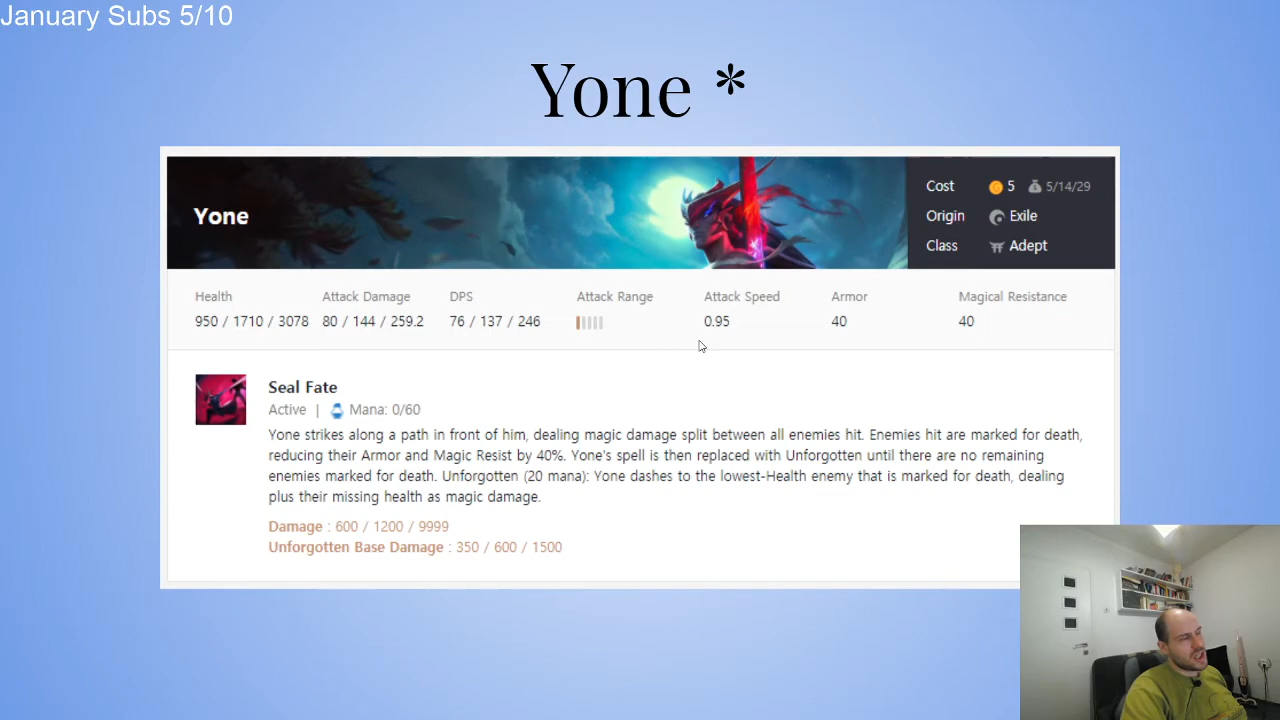 January Subs 5/10
Yone *
Yone
Cost 5 5/14/29
Origin Exile
Class Adept
Health Attack Damage DPS Attack Range Attack Speed Armor Magical Resistance
950 / 1710 / 3078 80 / 144 / 259.2 76 / 137 / 246 0.95 40 40
Seal Fate
Active | Mana: 0/60
Yone strikes along a path in front of him, dealing magic damage split between all enemies hit. Enemies hit are marked for death,
reducing their Armor and Magic Resist by 40%. Yone's spell is then replaced with Unforgotten until there are no remaining
enemies marked for death. Unforgotten (20 mana): Yone dashes to the lowest-Health enemy that is marked for death, dealing
plus their missing health as magic damage.
Damage : 600 / 1200 / 9999
Unforgotten Base Damage : 350 / 600 / 1500